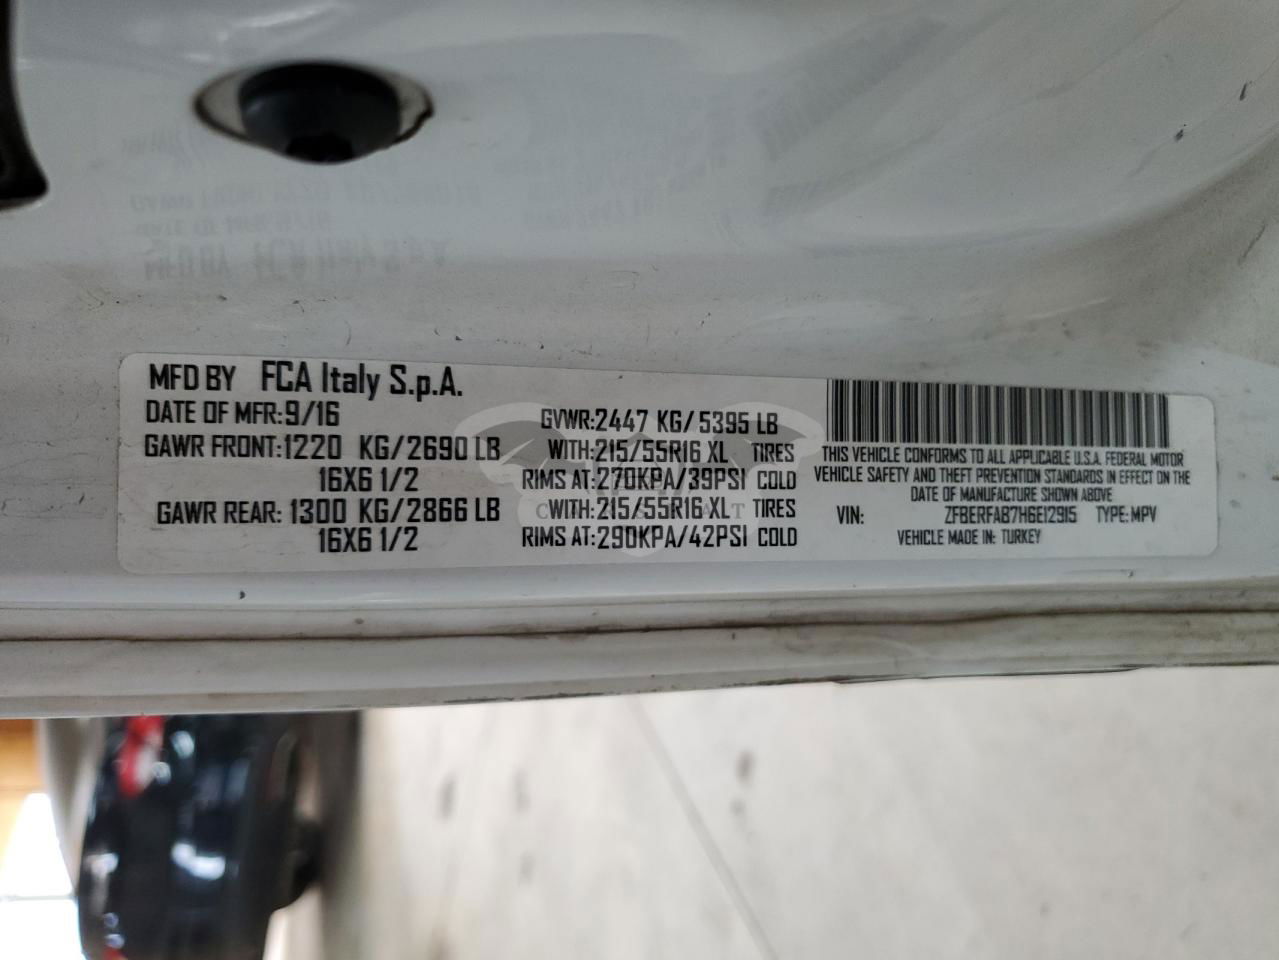 MFD BY FCA Italy S.p.A.
DATE OF MFR:9/16
GAWR FRONT:1220 KG/2690 LB
16X6 1/2
GAWR REAR: 1300 KG/2866 LB
16X6 1/2
GVWR:2447 KG/5395 LB
WITH:215/55R16 XL TIRES
RIMS AT:270KPA/39PSI COLD
WITH:215/55R16 XL TIRES
RIMS AT:290KPA/42PSI COLD
THIS VEHICLE CONFORMS TO ALL APPLICABLE U.S.A. FEDERAL MOTOR
VEHICLE SAFETY AND THEFT PREVENTION STANDARDS IN EFFECT ON THE
DATE OF MANUFACTURE SHOWN ABOVE
VIN: ZFBERFAB7H6E12915 TYPE: MPV
VEHICLE MADE IN: TURKEY